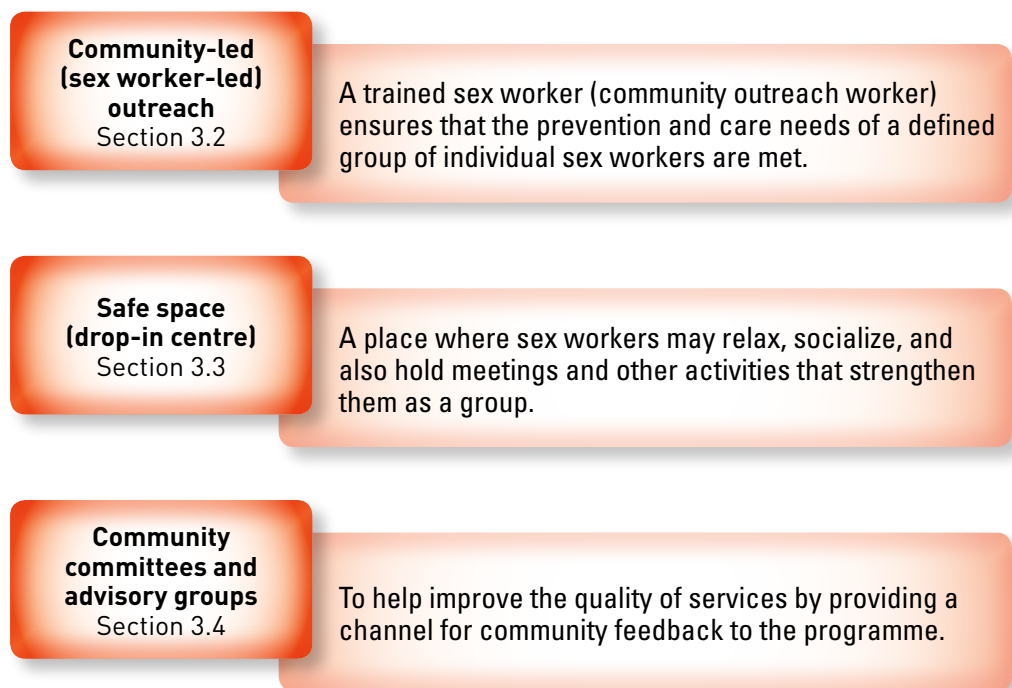 Community-led
(sex worker-led)
outreach
Section 3.2
A trained sex worker (community outreach worker)
ensures that the prevention and care needs of a defined
group of individual sex workers are met.
Safe space
(drop-in centre)
Section 3.3
A place where sex workers may relax, socialize, and
also hold meetings and other activities that strengthen
them as a group.
Community
committees and
advisory groups
Section 3.4
To help improve the quality of services by providing a
channel for community feedback to the programme.